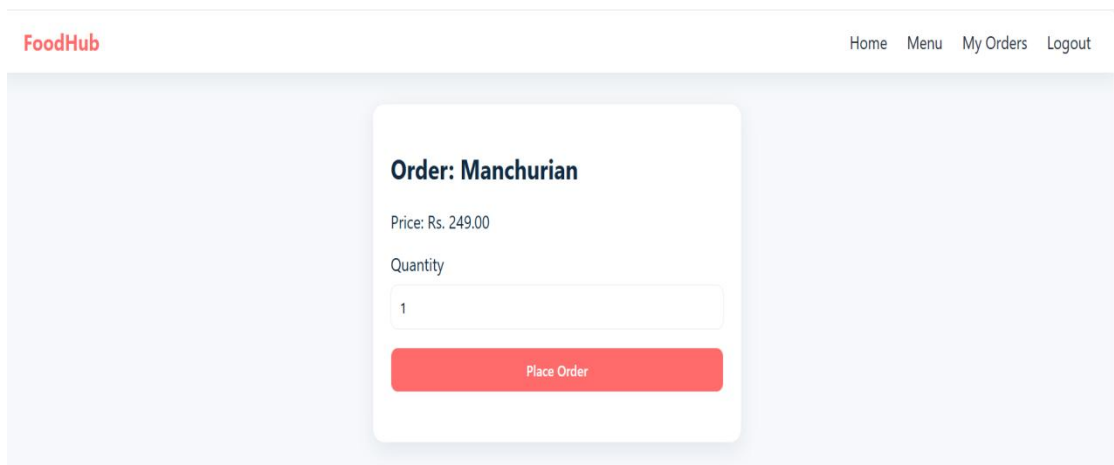 FoodHub
Home Menu My Orders Logout
Order: Manchurian
Price: Rs. 249.00
Quantity
1
Place Order